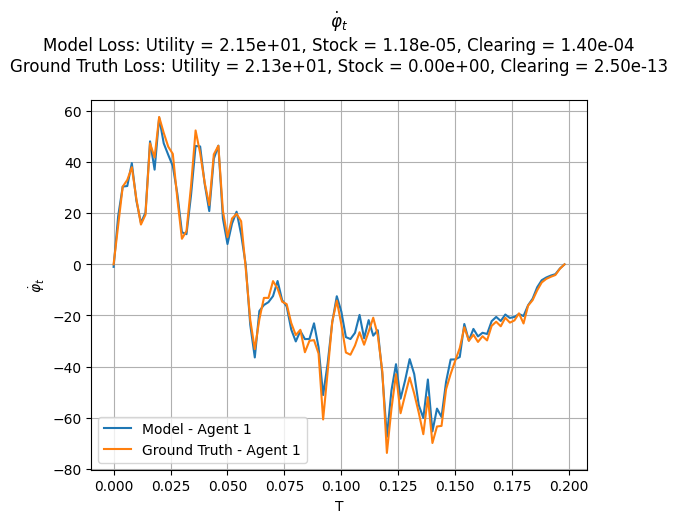 φ̇ₜ
Model Loss: Utility = 2.15e+01, Stock = 1.18e-05, Clearing = 1.40e-04
Ground Truth Loss: Utility = 2.13e+01, Stock = 0.00e+00, Clearing = 2.50e-13
60
40
20
0
−20
−40
−60
−80
φ̇ₜ
Model - Agent 1
Ground Truth - Agent 1
0.000 0.025 0.050 0.075 0.100 0.125 0.150 0.175 0.200
T